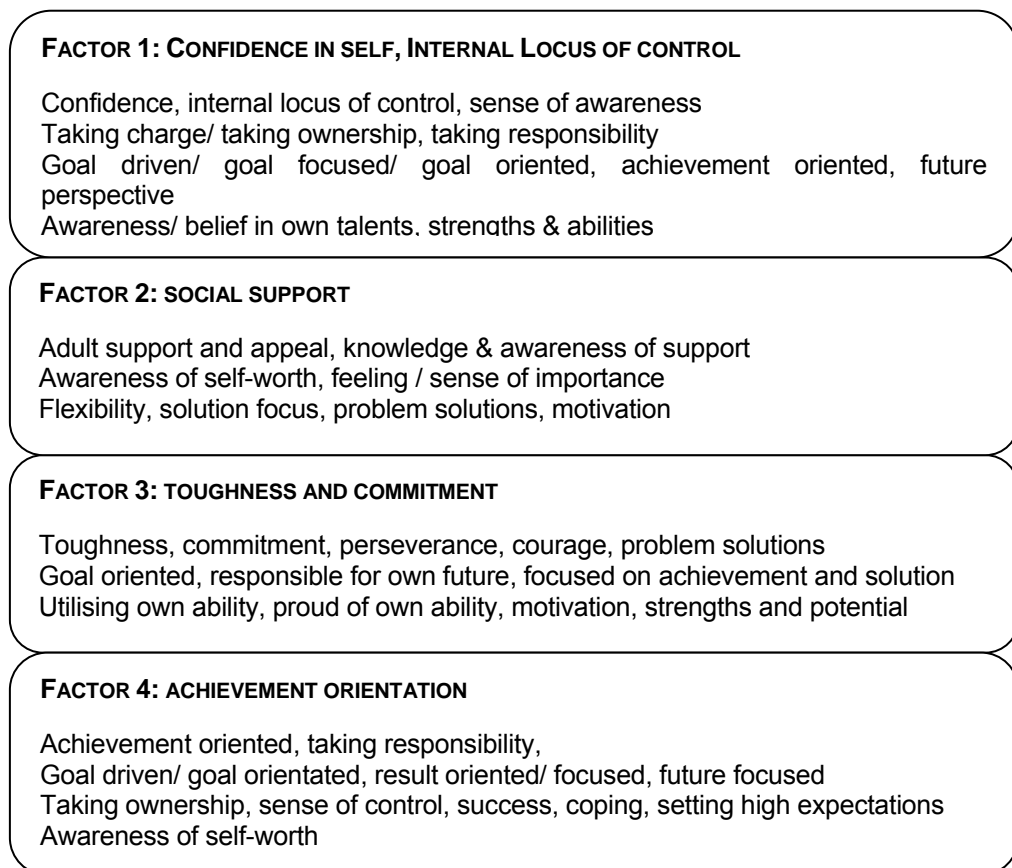 FACTOR 1: CONFIDENCE IN SELF, INTERNAL LOCUS OF CONTROL
Confidence, internal locus of control, sense of awareness
Taking charge/ taking ownership, taking responsibility
Goal driven/ goal focused/ goal oriented, achievement oriented, future
perspective
Awareness/ belief in own talents, strengths & abilities
FACTOR 2: SOCIAL SUPPORT
Adult support and appeal, knowledge & awareness of support
Awareness of self-worth, feeling / sense of importance
Flexibility, solution focus, problem solutions, motivation
FACTOR 3: TOUGHNESS AND COMMITMENT
Toughness, commitment, perseverance, courage, problem solutions
Goal oriented, responsible for own future, focused on achievement and solution
Utilising own ability, proud of own ability, motivation, strengths and potential
FACTOR 4: ACHIEVEMENT ORIENTATION
Achievement oriented, taking responsibility,
Goal driven/ goal orientated, result oriented/ focused, future focused
Taking ownership, sense of control, success, coping, setting high expectations
Awareness of self-worth